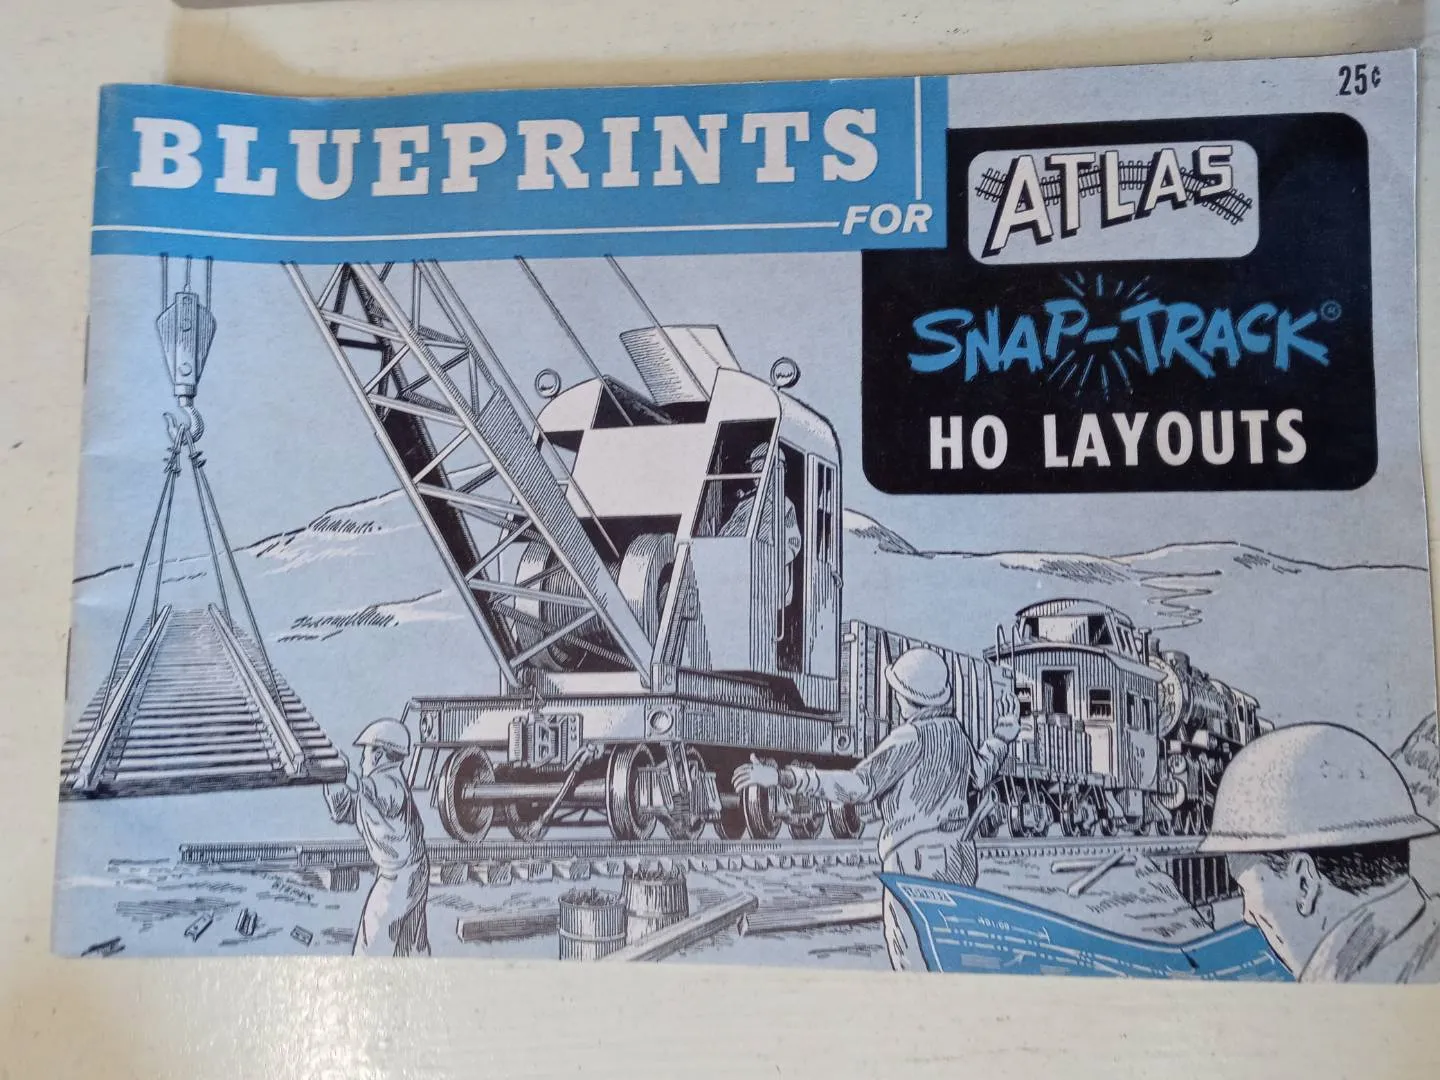 BLUEPRINTS
FOR
25¢
ATLAS
SNAP-TRACK®
HO LAYOUTS